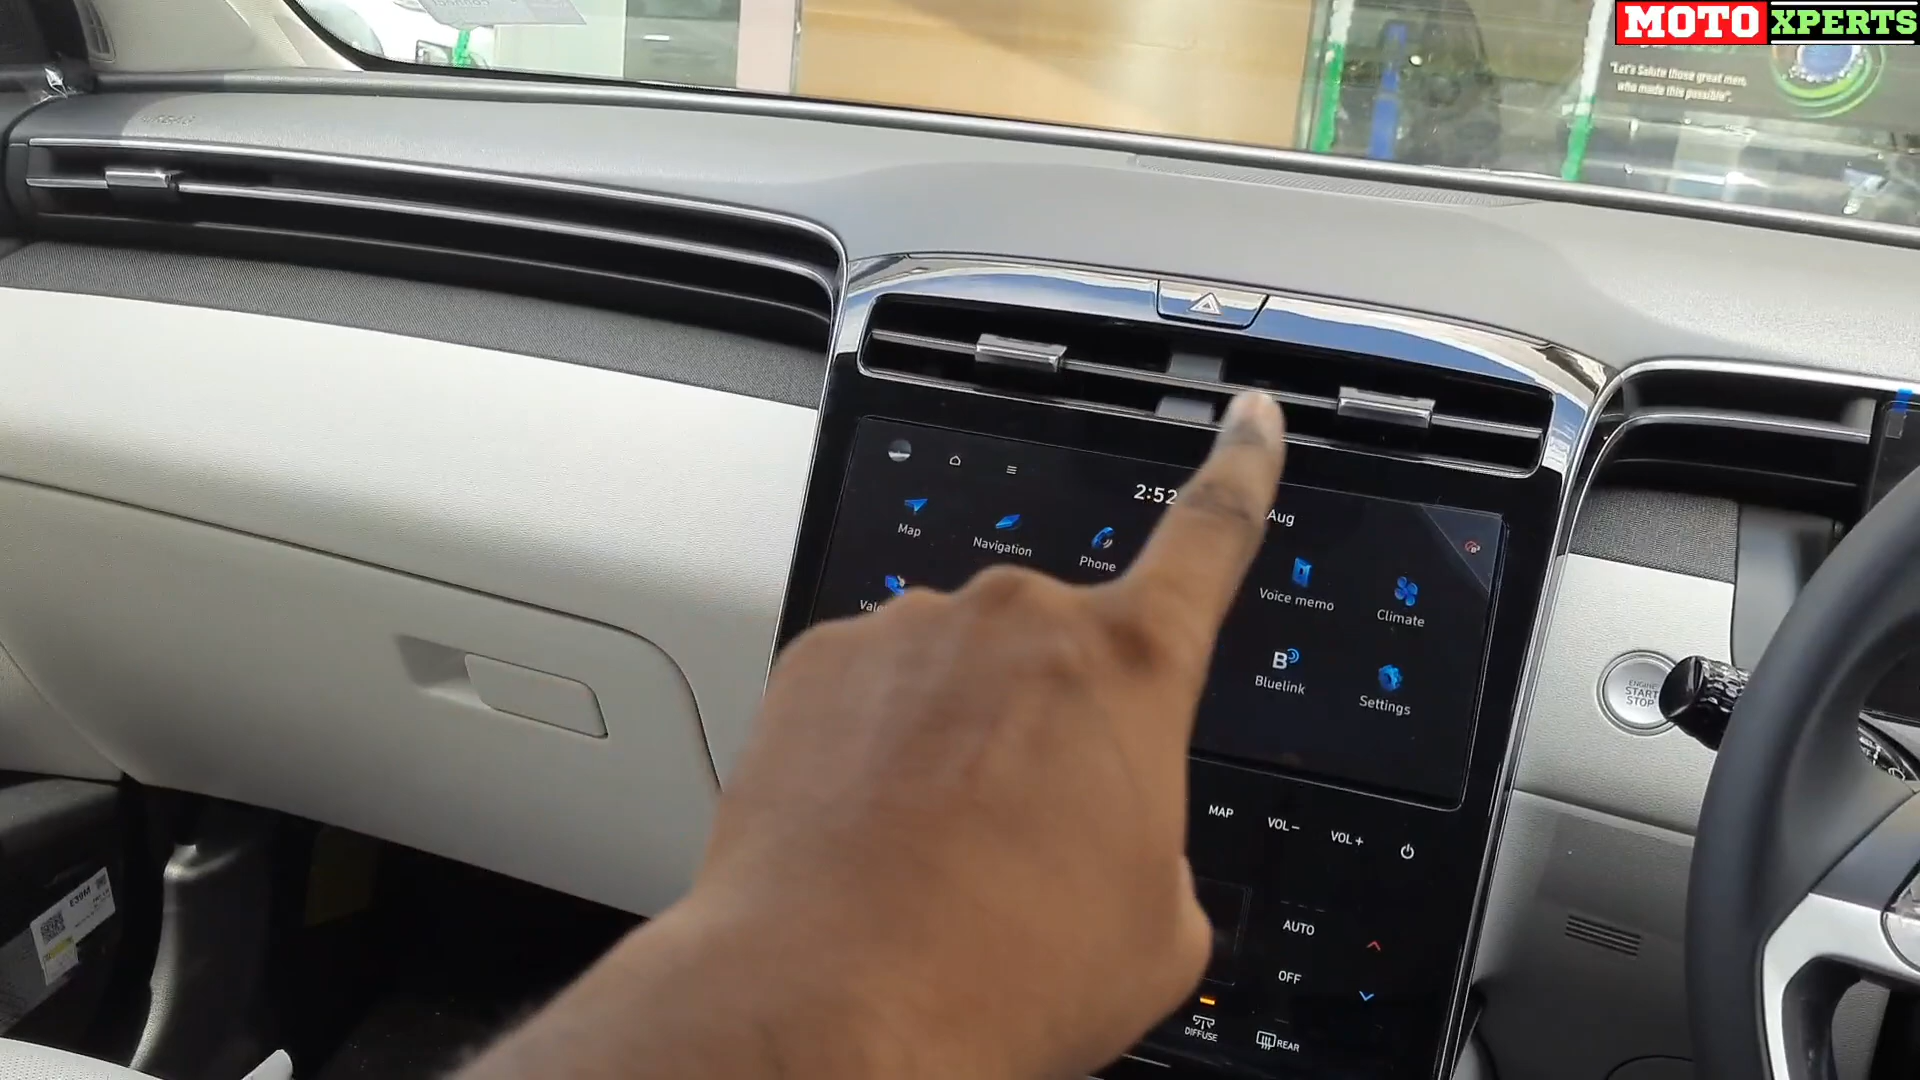 MOTO XPERTS
"Let's Salute those great men,
who made this possible".
2:52
Aug
Map
Navigation
Phone
Voice memo
Climate
Bluelink
Settings
ENGINE
START
STOP
MAP
VOL-
VOL+
AUTO
OFF
DIFFUSE
REAR